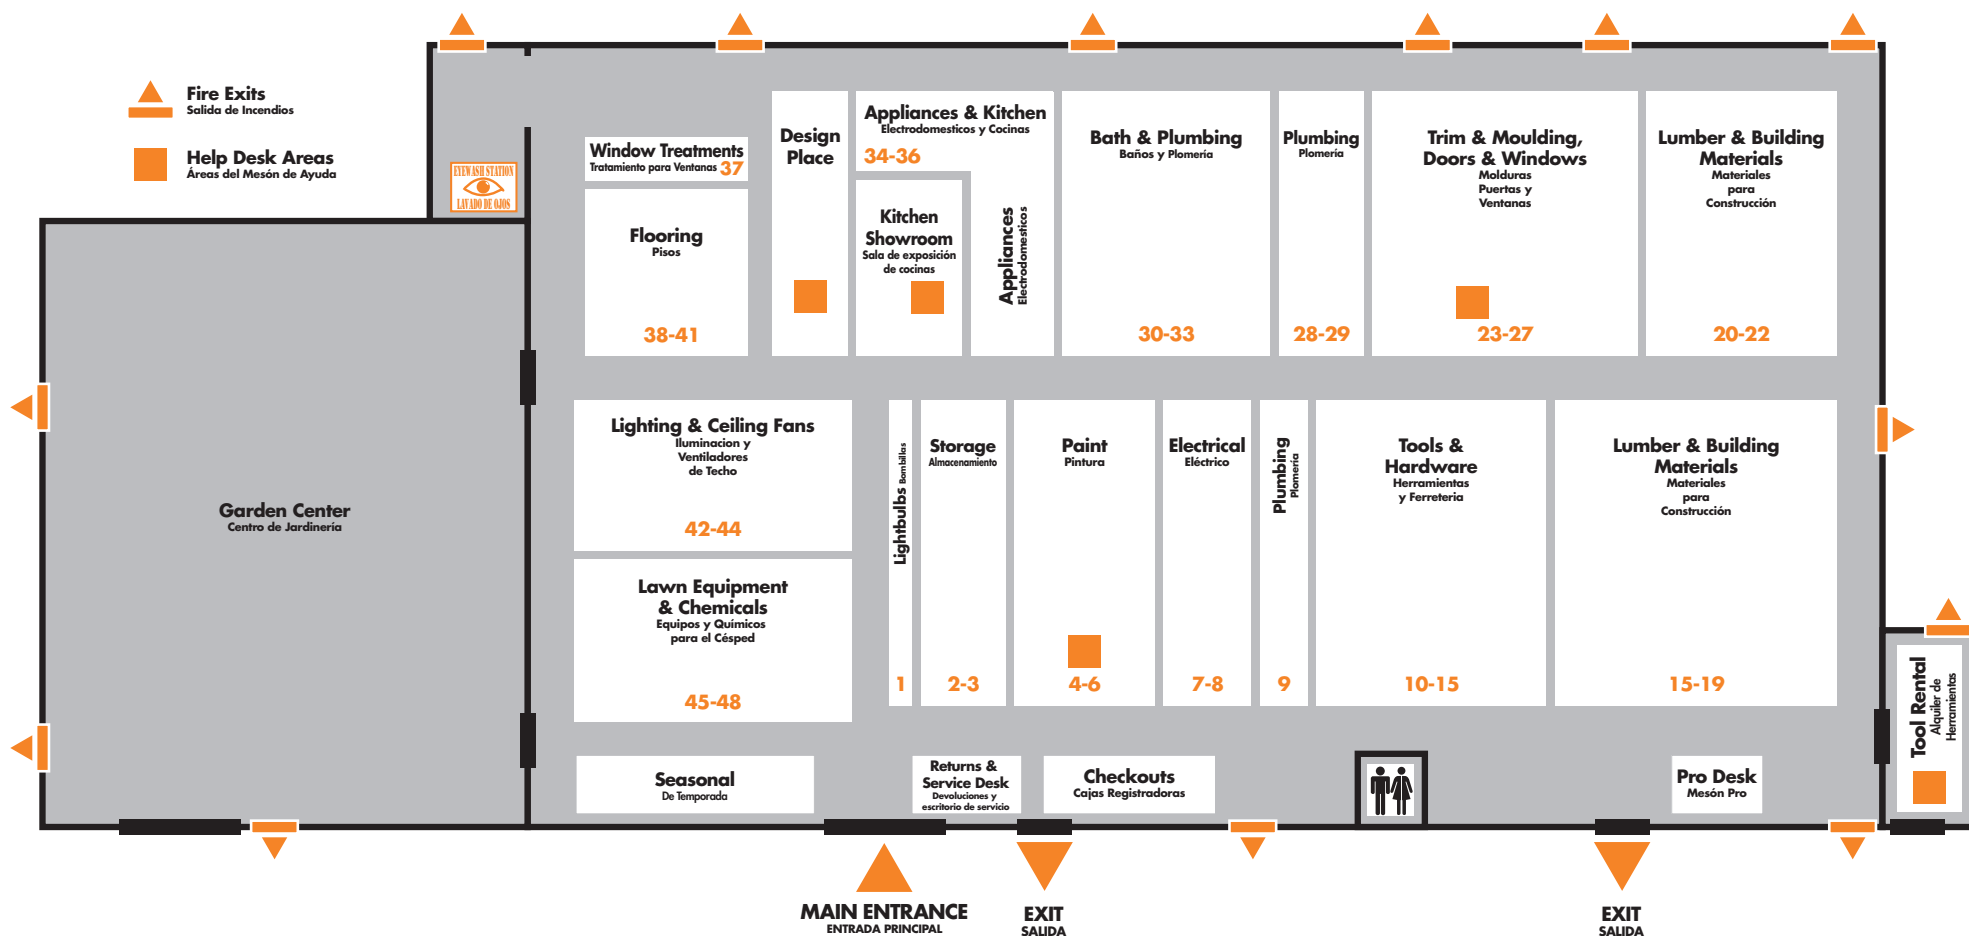 Fire Exits
Salida de Incendios
Help Desk Areas
Áreas del Mesón de Ayuda
EYEWASH STATION
LAVADO DE OJOS
Window Treatments
Tratamiento para Ventanas 37
Flooring
Pisos
38-41
Design
Place
Appliances & Kitchen
Electrodomesticos y Cocinas
34-36
Kitchen
Showroom
Sala de exposición
de cocinas
Appliances
Electrodomesticos
Bath & Plumbing
Baños y Plomería
30-33
Plumbing
Plomería
28-29
Trim & Moulding,
Doors & Windows
Molduras
Puertas y
Ventanas
23-27
Lumber & Building
Materials
Materiales
para
Construcción
20-22
Garden Center
Centro de Jardinería
Lighting & Ceiling Fans
Iluminacion y
Ventiladores
de Techo
42-44
Lawn Equipment
& Chemicals
Equipos y Químicos
para el Césped
45-48
Lightbulbs Bombillas
1
Storage
Almacenamiento
2-3
Paint
Pintura
4-6
Electrical
Eléctrico
7-8
Plumbing
Plomería
9
Tools &
Hardware
Herramientas
y Ferreteria
10-15
Lumber & Building
Materials
Materiales
para
Construcción
15-19
Tool Rental
Alquiler de
Herramientas
Seasonal
De Temporada
Returns &
Service Desk
Devoluciones y
escritorio de servicio
Checkouts
Cajas Registradoras
Pro Desk
Mesón Pro
MAIN ENTRANCE
ENTRADA PRINCIPAL
EXIT
SALIDA
EXIT
SALIDA